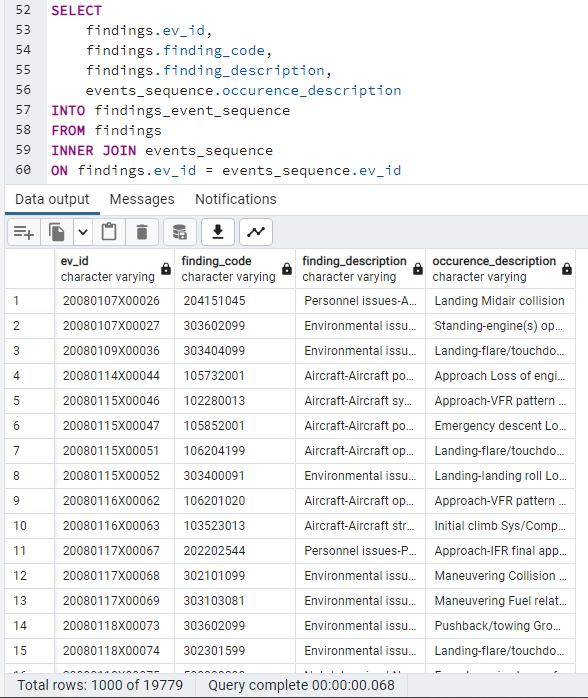 52 SELECT
53 findings.ev_id,
54 findings.finding_code,
55 findings.finding_description,
56 events_sequence.occurence_description
57 INTO findings_event_sequence
58 FROM findings
59 INNER JOIN events_sequence
60 ON findings.ev_id = events_sequence.ev_id
Data output Messages Notifications
ev_id finding_code finding_description occurence_description
character varying character varying character varying character varying
1 20080107X00026 204151045 Personnel issues-A... Landing Midair collision
2 20080107X00027 303602099 Environmental issu... Standing-engine(s) op...
3 20080109X00036 303404099 Environmental issu... Landing-flare/touchdo...
4 20080114X00044 105732001 Aircraft-Aircraft po... Approach Loss of engi...
5 20080115X00046 102280013 Aircraft-Aircraft sy... Approach-VFR pattern ...
6 20080115X00047 105852001 Aircraft-Aircraft po... Emergency descent Lo...
7 20080115X00051 106204199 Aircraft-Aircraft op... Landing-flare/touchdo...
8 20080115X00052 303400091 Environmental issu... Landing-landing roll Lo...
9 20080116X00062 106201020 Aircraft-Aircraft op... Approach-VFR pattern ...
10 20080116X00063 103523013 Aircraft-Aircraft str... Initial climb Sys/Comp...
11 20080117X00067 202202544 Personnel issues-P... Approach-IFR final app...
12 20080117X00068 302101099 Environmental issu... Maneuvering Collision ...
13 20080117X00069 303103081 Environmental issu... Maneuvering Fuel relat...
14 20080118X00073 303602099 Environmental issu... Pushback/towing Gro...
15 20080118X00074 302301599 Environmental issu... Landing-flare/touchdo...
Total rows: 1000 of 19779 Query complete 00:00:00.068